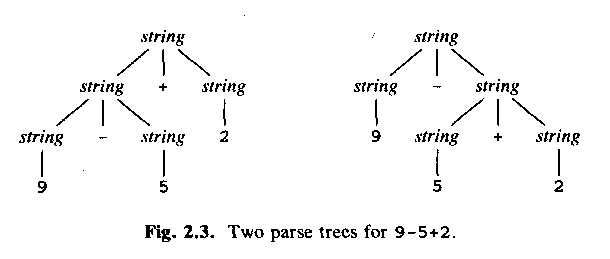 string string
string + string string - string
string - string 2 9 string + string
9 5 5 2
Fig. 2.3. Two parse trees for 9-5+2.